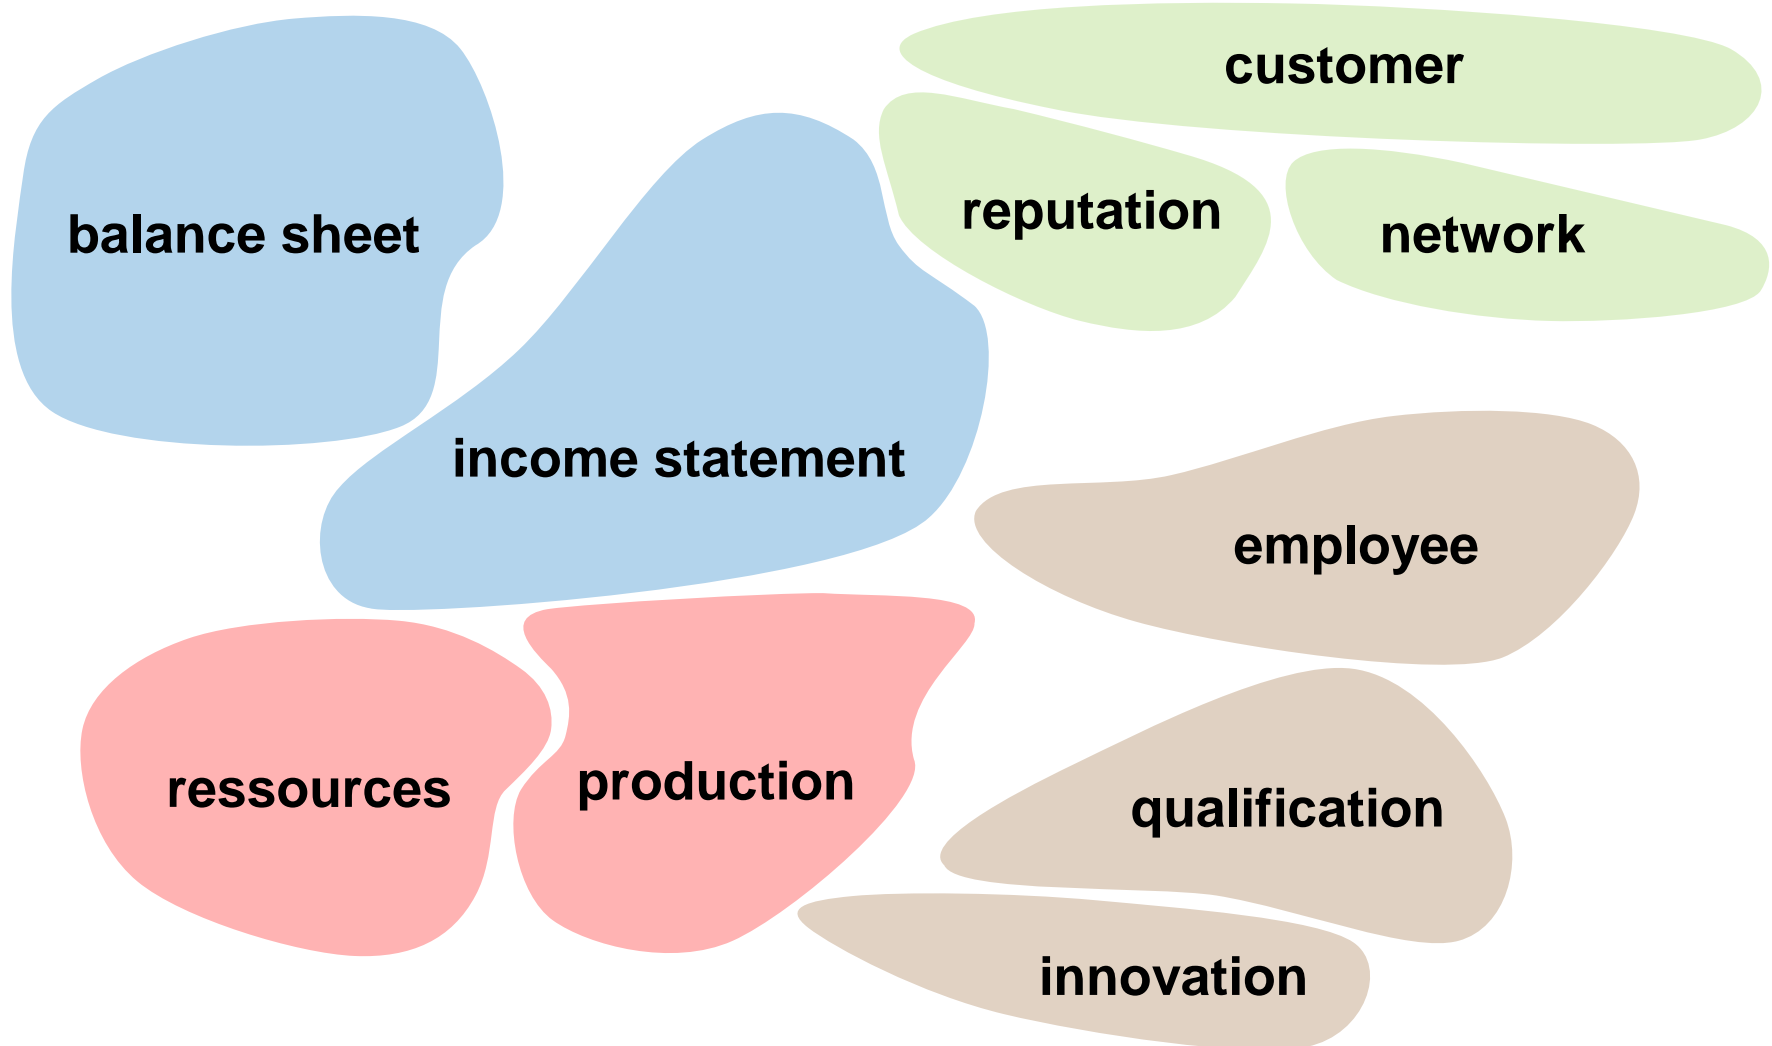 customer
reputation
network
balance sheet
income statement
employee
ressources
production
qualification
innovation